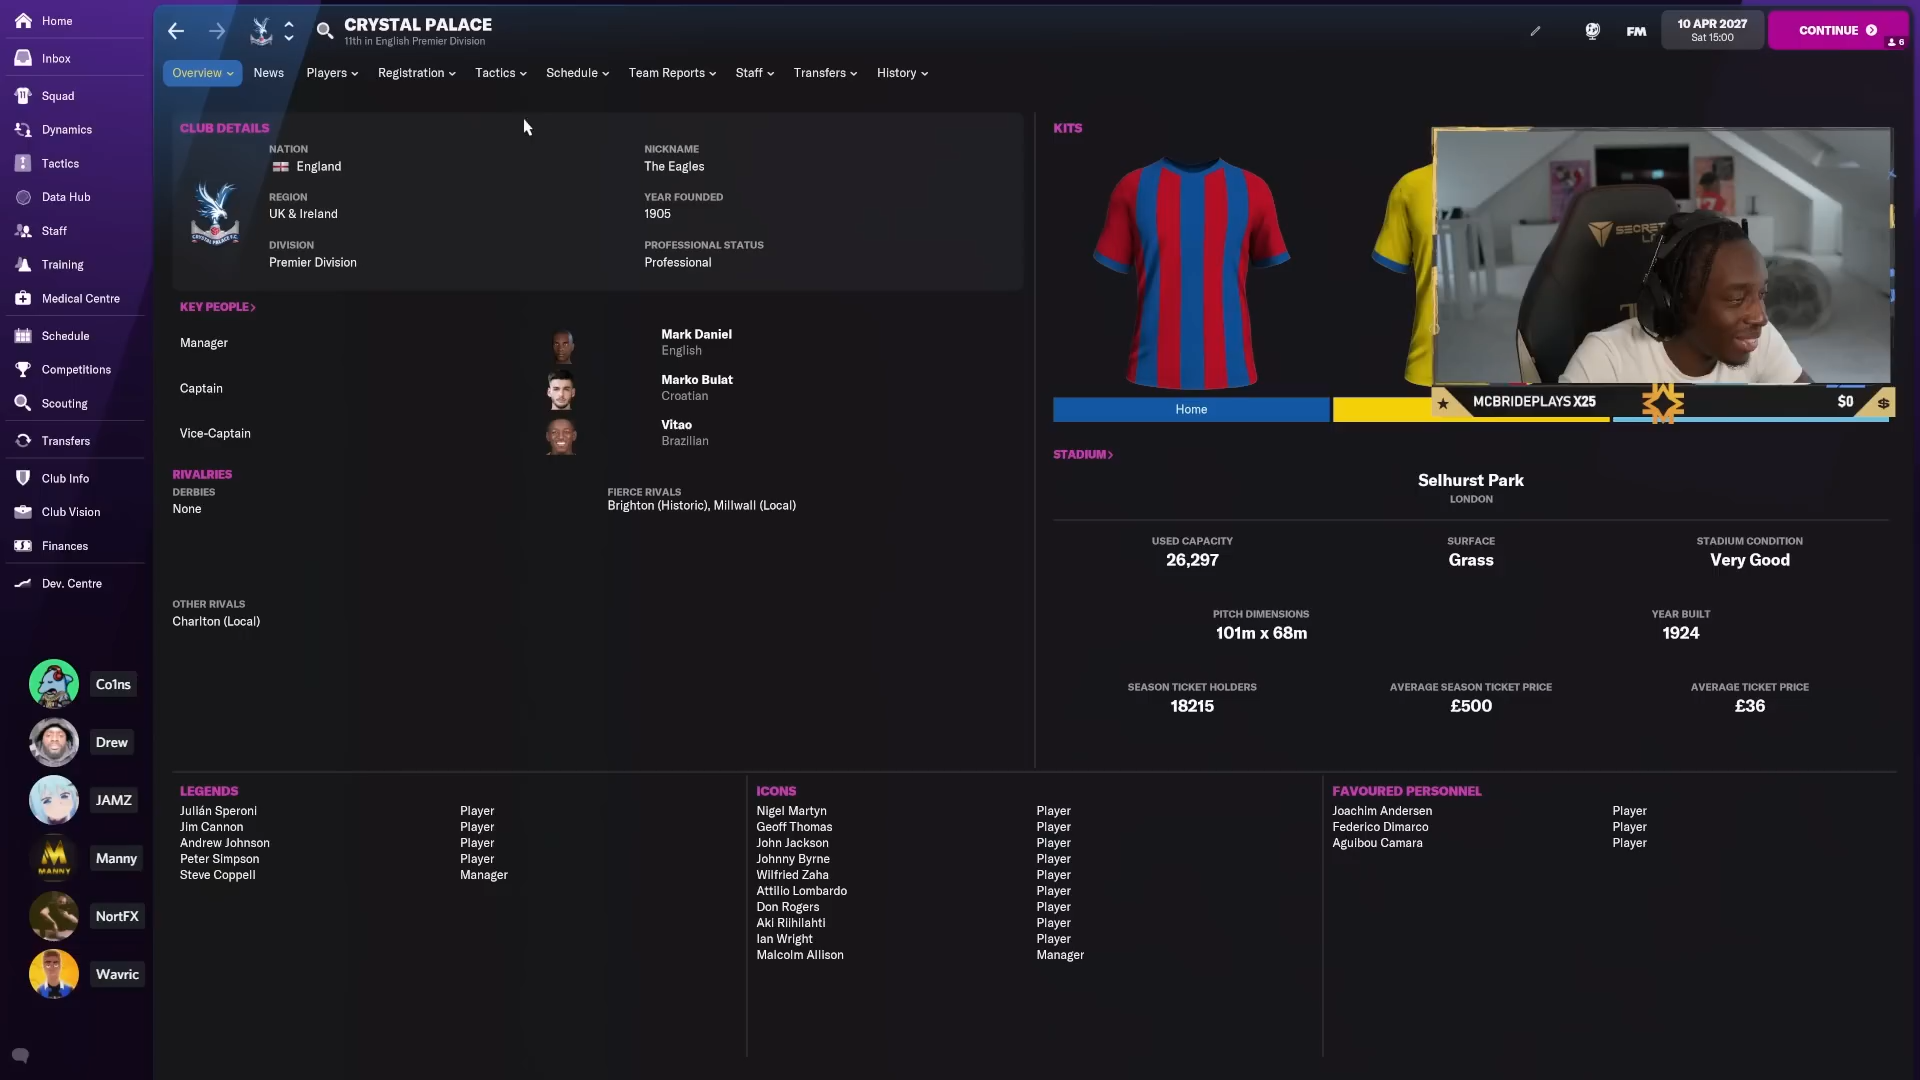 Home
Inbox
Squad
Dynamics
Tactics
Data Hub
Staff
Training
Medical Centre
Schedule
Competitions
Scouting
Transfers
Club Info
Club Vision
Finances
Dev. Centre
Co1ns
Drew
JAMZ
Manny
NortFX
Wavric
MANNY
CRYSTAL PALACE
11th in English Premier Division
FM
10 APR 2027
Sat 15:00
CONTINUE
6
Overview
News
Players
Registration
Tactics
Schedule
Team Reports
Staff
Transfers
History
CLUB DETAILS
NATION
England
NICKNAME
The Eagles
REGION
UK & Ireland
YEAR FOUNDED
1905
DIVISION
Premier Division
PROFESSIONAL STATUS
Professional
KEY PEOPLE>
Manager
Mark Daniel
English
Captain
Marko Bulat
Croatian
Vice-Captain
Vitao
Brazilian
RIVALRIES
DERBIES
None
FIERCE RIVALS
Brighton (Historic), Millwall (Local)
OTHER RIVALS
Charlton (Local)
KITS
Home
SECRET
MCBRIDEPLAYS X25
$0
STADIUM>
Selhurst Park
LONDON
USED CAPACITY
26,297
SURFACE
Grass
STADIUM CONDITION
Very Good
PITCH DIMENSIONS
101m x 68m
YEAR BUILT
1924
SEASON TICKET HOLDERS
18215
AVERAGE SEASON TICKET PRICE
£500
AVERAGE TICKET PRICE
£36
LEGENDS
Julián Speroni Player
Jim Cannon Player
Andrew Johnson Player
Peter Simpson Player
Steve Coppell Manager
ICONS
Nigel Martyn Player
Geoff Thomas Player
John Jackson Player
Johnny Byrne Player
Wilfried Zaha Player
Attilio Lombardo Player
Don Rogers Player
Aki Riihilahti Player
Ian Wright Player
Malcolm Allison Manager
FAVOURED PERSONNEL
Joachim Andersen Player
Federico Dimarco Player
Aguibou Camara Player